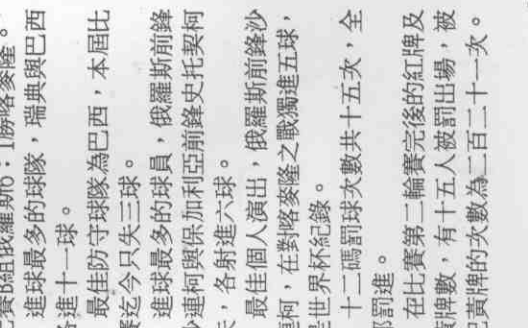 賽B組俄羅斯6：1勝喀麥隆。
進球最多的球隊，瑞典與巴西
各進十一球。
最佳防守球隊為巴西，本屆比
賽迄今只失三球。
進球最多的球員，俄羅斯前鋒
沙連柯與保加利亞前鋒史托契柯
夫，各射進六球。
最佳個人演出，俄羅斯前鋒沙
連柯，在對喀麥隆之戰獨進五球，
是世界杯紀錄。
十二碼罰球次數共十五次，全
部罰進。
在比賽第二輪賽完後的紅牌及
黃牌數，有十五人被罰出場，被
記黃牌的次數為二百二十一次。